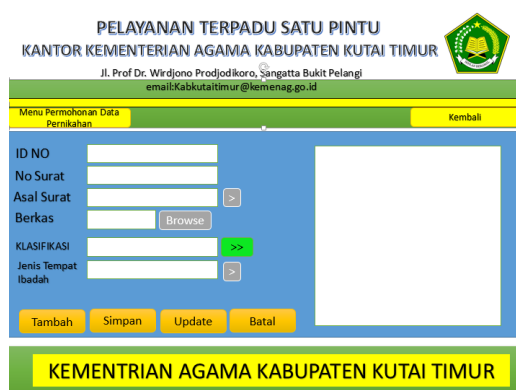 PELAYANAN TERPADU SATU PINTU
KANTOR KEMENTERIAN AGAMA KABUPATEN KUTAI TIMUR
Jl. Prof Dr. Wirdjono Prodjodikoro, Sangatta Bukit Pelangi
email:Kabkutaitimur@kemenag.go.id
Menu Permohonan Data
Pernikahan
Kembali
ID NO
No Surat
Asal Surat
>
Berkas
Browse
KLASIFIKASI
>>
Jenis Tempat
Ibadah
>
Tambah
Simpan
Update
Batal
KEMENTRIAN AGAMA KABUPATEN KUTAI TIMUR